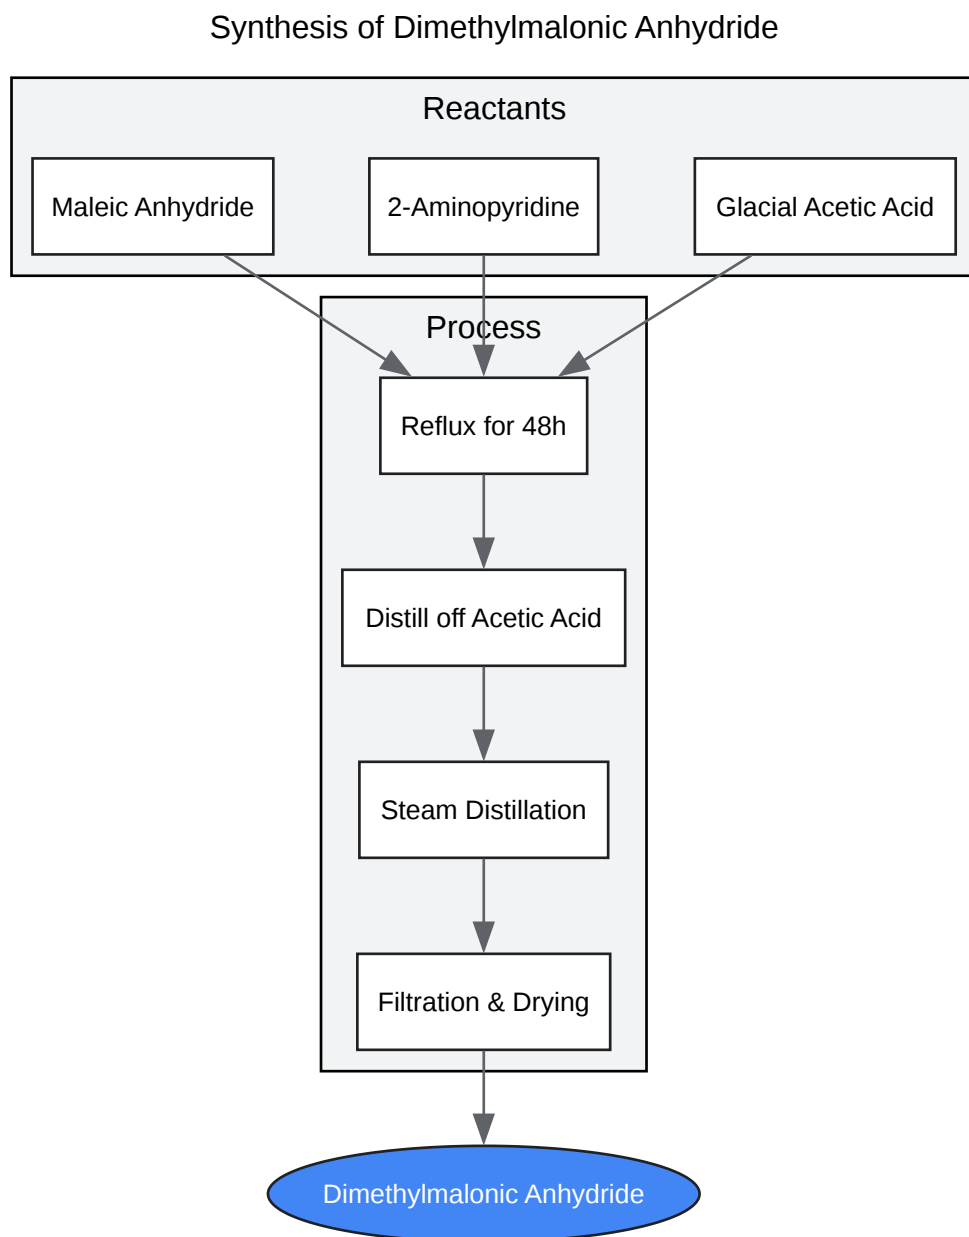 Synthesis of Dimethylmalonic Anhydride
Reactants
Maleic Anhydride
2-Aminopyridine
Glacial Acetic Acid
Process
Reflux for 48h
Distill off Acetic Acid
Steam Distillation
Filtration & Drying
Dimethylmalonic Anhydride